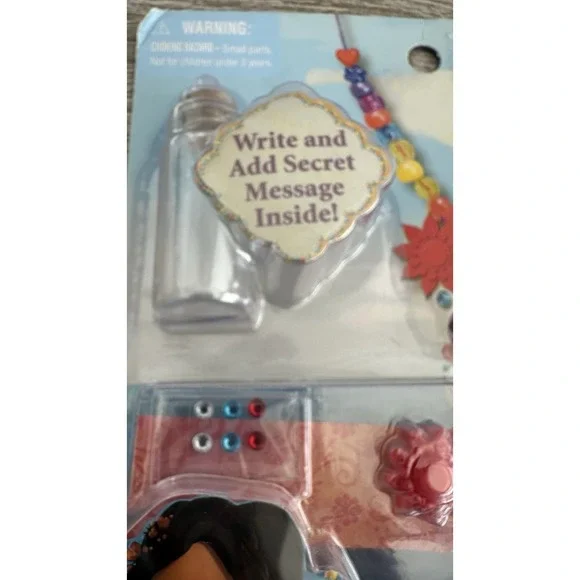 ⚠ WARNING:
CHOKING HAZARD – Small parts.
Not for children under 3 years.
Write and
Add Secret
Message
Inside!